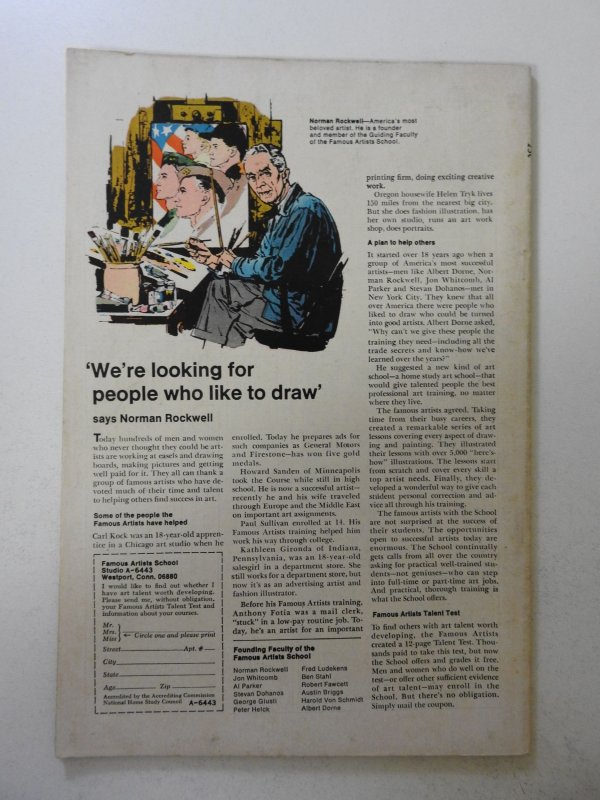 Norman Rockwell—America's most
beloved artist. He is a founder
and member of the Guiding Faculty
of the Famous Artists School.
'We're looking for
people who like to draw'
says Norman Rockwell
Today hundreds of men and women
who never thought they could be art-
ists are working at easels and drawing
boards, making pictures and getting
well paid for it. They all can thank a
group of famous artists who have de-
voted much of their time and talent
to helping others find success in art.
Some of the people the
Famous Artists have helped
Carl Kock was an 18-year-old appren-
tice in a Chicago art studio when he
enrolled. Today he prepares ads for
such companies as General Motors
and Firestone—has won five gold
medals.
Howard Sanden of Minneapolis
took the Course while still in high
school. He is now a successful artist—
recently he and his wife traveled
through Europe and the Middle East
on important art assignments.
Paul Sullivan enrolled at 14. His
Famous Artists training helped him
work his way through college.
Kathleen Gironda of Indiana,
Pennsylvania, was an 18-year-old
salesgirl in a department store. She
still works for a department store, but
now it's as an advertising artist and
fashion illustrator.
Before his Famous Artists training,
Anthony Fotia was a mail clerk,
"stuck" in a low-pay routine job. To-
day, he's an artist for an important
printing firm, doing exciting creative
work.
Oregon housewife Helen Tryk lives
150 miles from the nearest big city.
But she does fashion illustration, has
her own studio, runs an art work
shop, does portraits.
A plan to help others
It started over 18 years ago when a
group of America's most successful
artists—men like Albert Dorne, Nor-
man Rockwell, Jon Whitcomb, Al
Parker and Stevan Dohanos—met in
New York City. They knew that all
over America there were people who
liked to draw who could be turned
into good artists. Albert Dorne asked,
"Why can't we give these people the
training they need—including all the
trade secrets and know-how we've
learned over the years?"
He suggested a new kind of art
school—a home study art school—that
would give talented people the best
professional art training, no matter
where they live.
The famous artists agreed. Taking
time from their busy careers, they
created a remarkable series of art
lessons covering every aspect of draw-
ing and painting. They illustrated
their lessons with over 5,000 "here's-
how" illustrations. The lessons start
from scratch and cover every skill a
top artist needs. Finally, they de-
veloped a wonderful way to give each
student personal correction and ad-
vice all through his training.
The famous artists with the School
are not surprised at the success of
their students. The opportunities
open to successful artists today are
enormous. The School continually
gets calls from all over the country
asking for practical well-trained stu-
dents—not geniuses—who can step
into full-time or part-time art jobs.
And practical, thorough training is
what the School offers.
Famous Artists Talent Test
To find others with art talent worth
developing, the Famous Artists
created a 12-page Talent Test. Thou-
sands paid to take this test, but now
the School offers and grades it free.
Men and women who do well on the
test—or offer other sufficient evidence
of art talent—may enroll in the
School. But there's no obligation.
Simply mail the coupon.
Famous Artists School
Studio A-6443
Westport, Conn. 06880
I would like to find out whether I
have art talent worth developing.
Please send me, without obligation,
your Famous Artists Talent Test and
information about your courses.
Mr.
Mrs. ← Circle one and please print
Miss
Street Apt. #
City
State
Age Zip
Accredited by the Accrediting Commission
National Home Study Council A-6443
Founding Faculty of the
Famous Artists School
Norman Rockwell
Jon Whitcomb
Al Parker
Stevan Dohanos
George Giusti
Peter Helck
Fred Ludekens
Ben Stahl
Robert Fawcett
Austin Briggs
Harold Von Schmidt
Albert Dorne